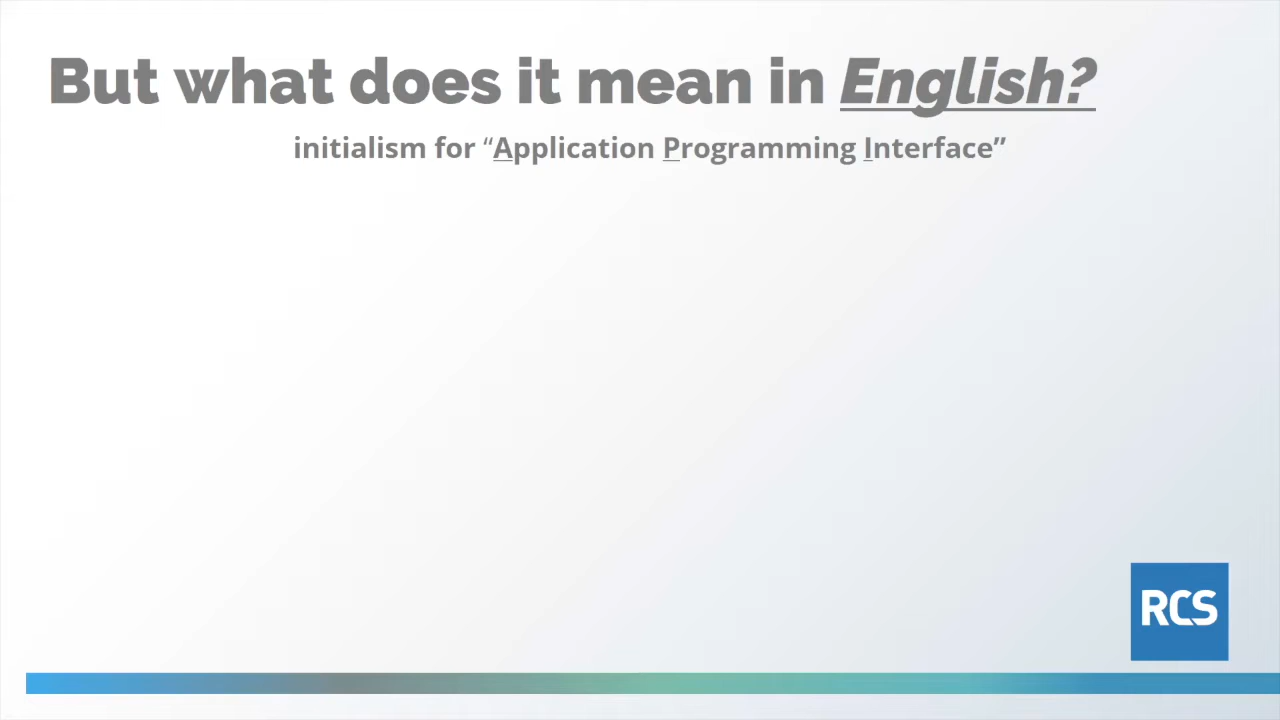 But what does it mean in English?
initialism for “Application Programming Interface”
RCS